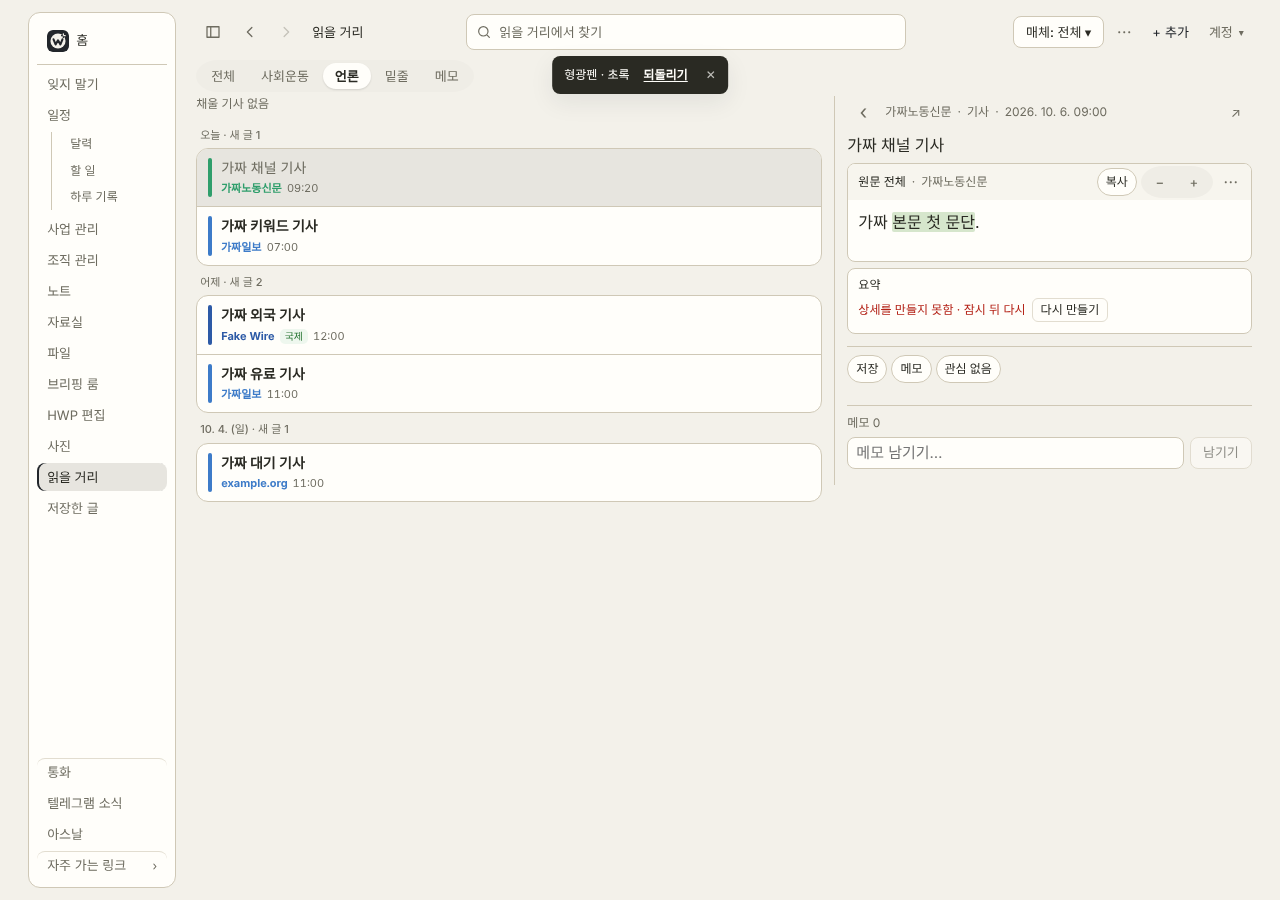 홈
잊지 말기
일정
달력
할 일
하루 기록
사업 관리
조직 관리
노트
자료실
파일
브리핑 룸
HWP 편집
사진
읽을 거리
저장한 글
통화
텔레그램 소식
아스날
자주 가는 링크 ›
읽을 거리
읽을 거리에서 찾기
매체: 전체 ▾
⋯
+ 추가
계정 ▾
전체 사회운동 언론 밑줄 메모
형광펜 · 초록 되돌리기 ×
채울 기사 없음
오늘 · 새 글 1
가짜 채널 기사
가짜노동신문 09:20
가짜 키워드 기사
가짜일보 07:00
어제 · 새 글 2
가짜 외국 기사
Fake Wire 국제 12:00
가짜 유료 기사
가짜일보 11:00
10. 4. (일) · 새 글 1
가짜 대기 기사
example.org 11:00
가짜노동신문 · 기사 · 2026. 10. 6. 09:00
가짜 채널 기사
원문 전체 · 가짜노동신문 복사 − + ⋯
가짜 본문 첫 문단.
요약
상세를 만들지 못함 · 잠시 뒤 다시 다시 만들기
저장 메모 관심 없음
메모 0
메모 남기기… 남기기